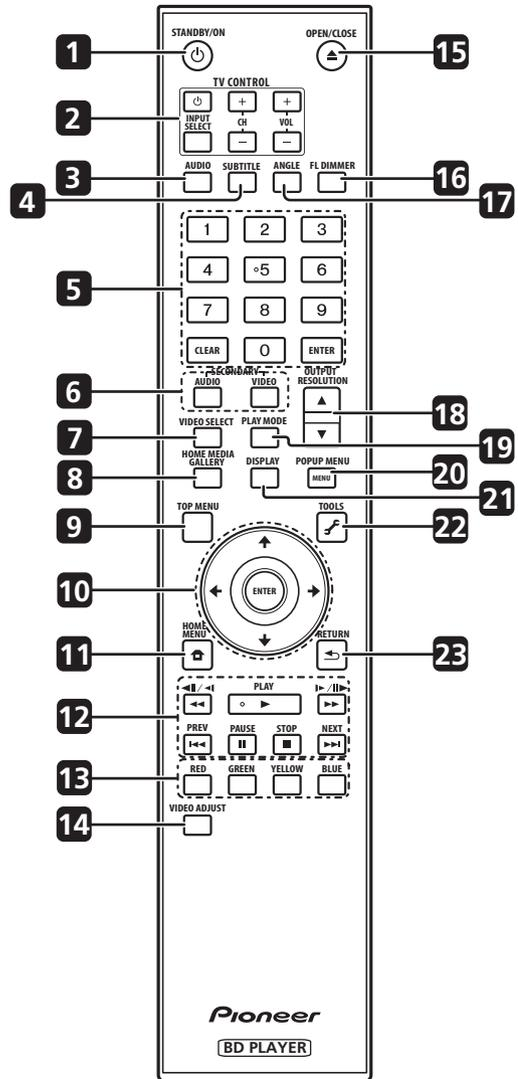 STANDBY/ON OPEN/CLOSE
1 15
TV CONTROL
2
+ +
INPUT SELECT CH VOL
– –
3 AUDIO SUBTITLE ANGLE FL DIMMER 16
4 17
1 2 3
4 5 6
5
7 8 9
CLEAR 0 ENTER
SECONDARY OUTPUT RESOLUTION
6 AUDIO VIDEO
18
7 VIDEO SELECT PLAY MODE 19
8 HOME MEDIA GALLERY DISPLAY POPUP MENU 20
MENU
21
9 TOP MENU TOOLS 22
10 ENTER
11 HOME MENU RETURN 23
PLAY
12
PREV PAUSE STOP NEXT
13 RED GREEN YELLOW BLUE
14 VIDEO ADJUST
Pioneer
BD PLAYER